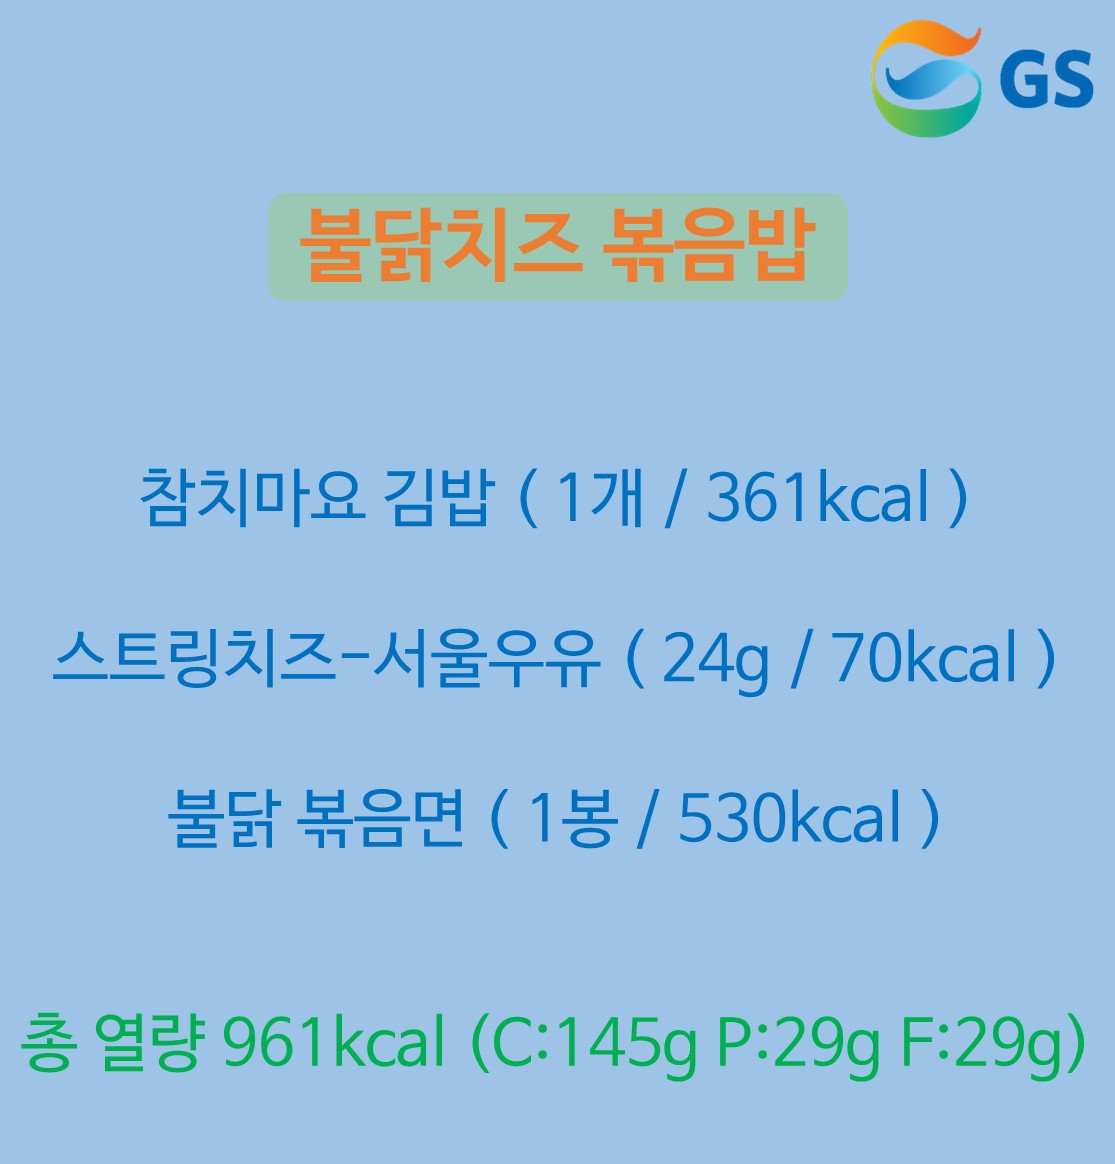 GS
불닭치즈 볶음밥
참치마요 김밥 ( 1개 / 361kcal )
스트링치즈-서울우유 ( 24g / 70kcal )
불닭 볶음면 ( 1봉 / 530kcal )
총 열량 961kcal (C:145g P:29g F:29g)